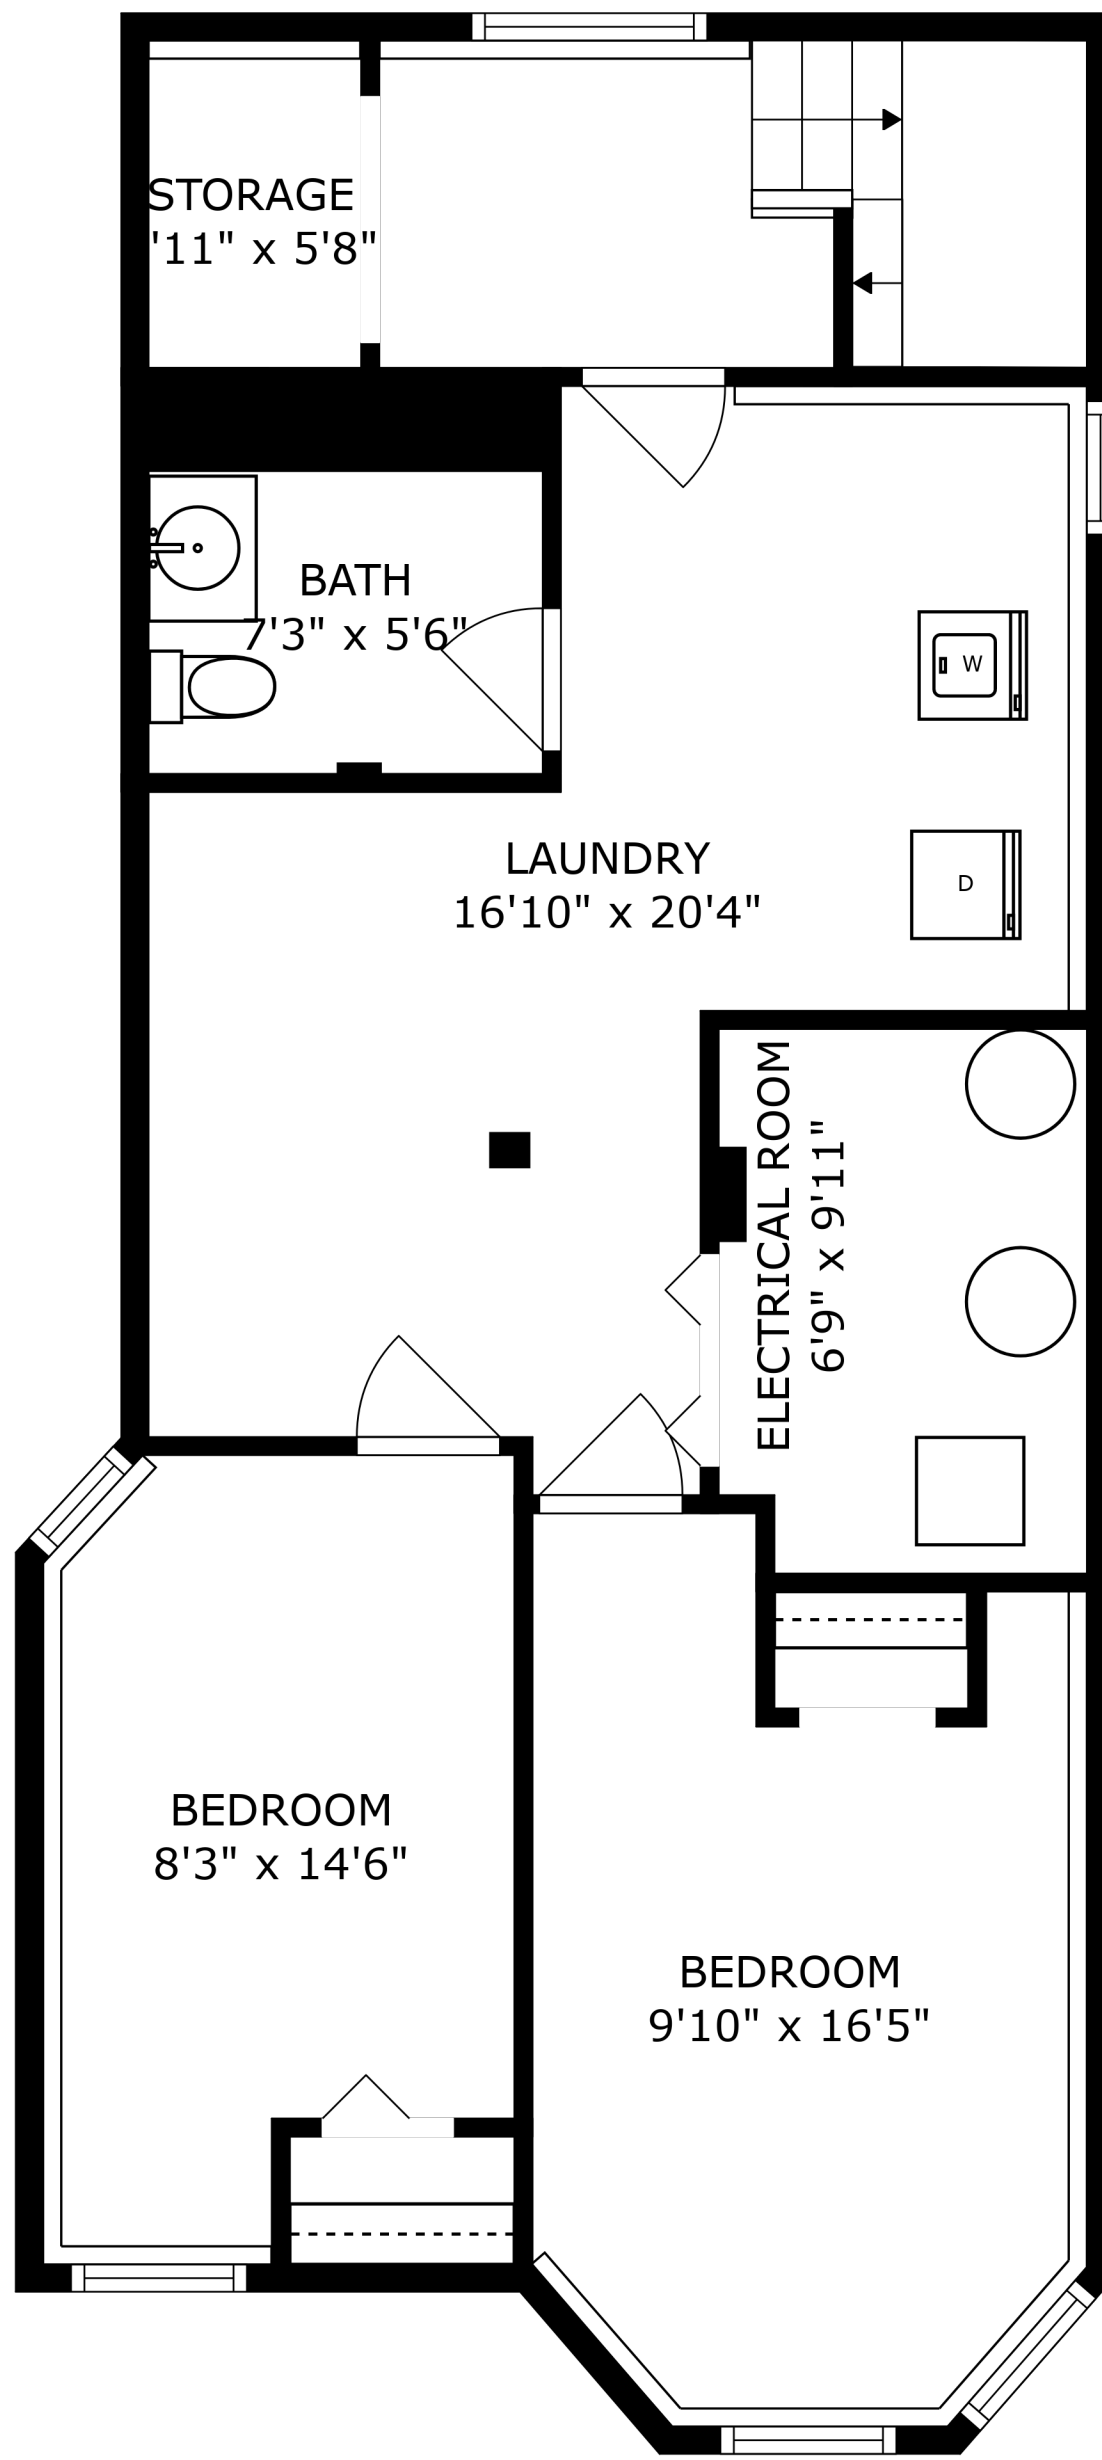 STORAGE
'11" x 5'8"
BATH
7'3" x 5'6"
W
LAUNDRY
16'10" x 20'4"
D
ELECTRICAL ROOM
6'9" x 9'11"
BEDROOM
8'3" x 14'6"
BEDROOM
9'10" x 16'5"